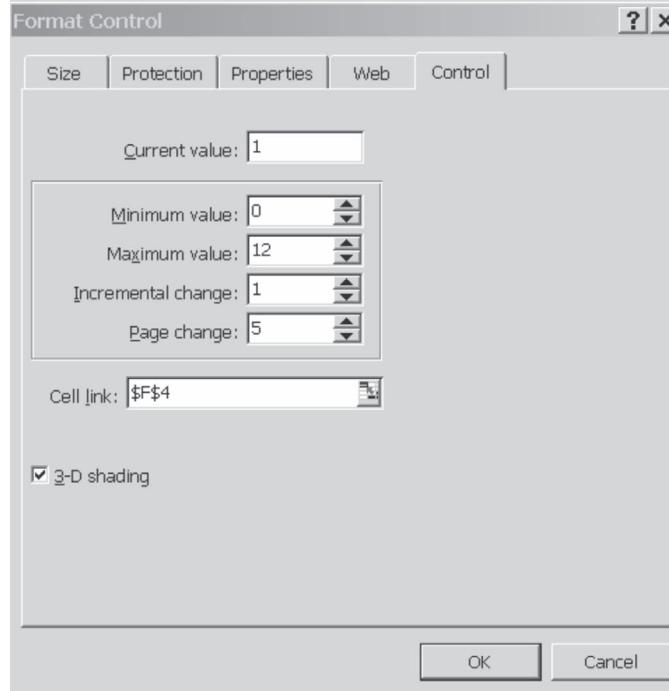 Format Control
? x
Size Protection Properties Web Control
Current value: 1
Minimum value: 0
Maximum value: 12
Incremental change: 1
Page change: 5
Cell link: $F$4
3-D shading
OK Cancel